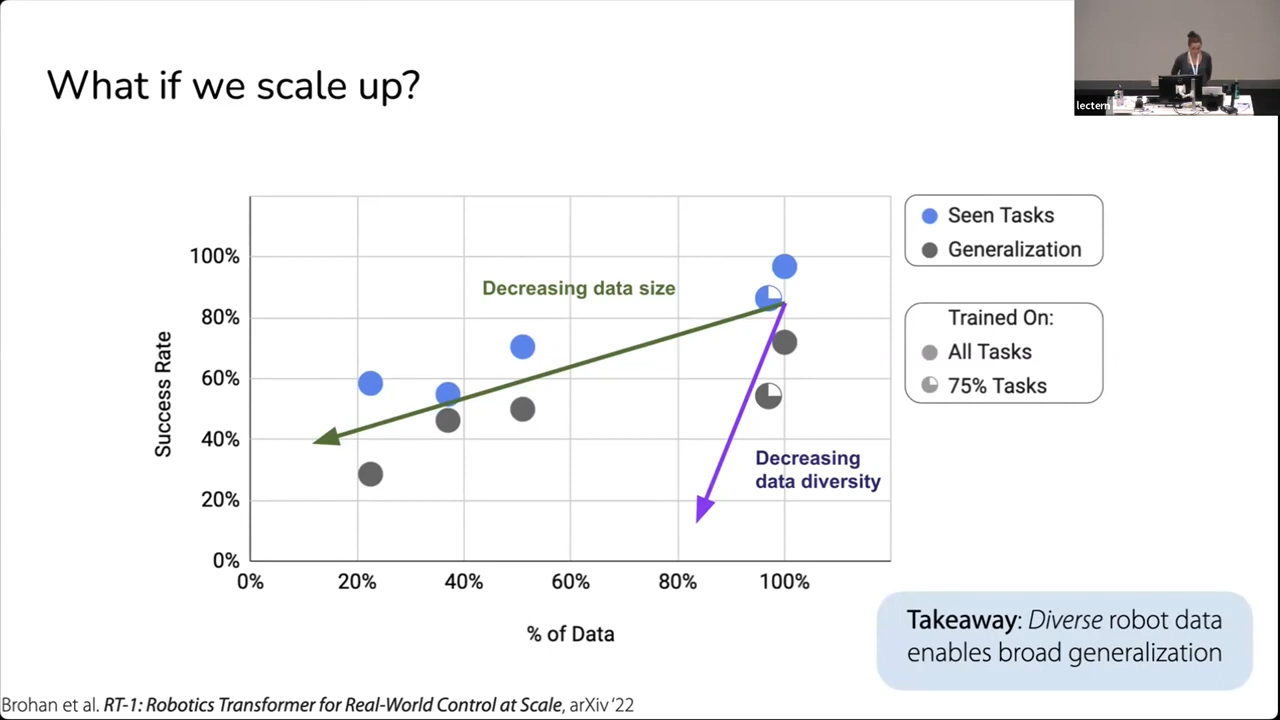 What if we scale up?
lectern
Success Rate
100%
80%
60%
40%
20%
0%
0%
20%
40%
60%
80%
100%
% of Data
Decreasing data size
Decreasing
data diversity
Seen Tasks
Generalization
Trained On:
All Tasks
75% Tasks
Takeaway: Diverse robot data
enables broad generalization
Brohan et al. RT-1: Robotics Transformer for Real-World Control at Scale, arXiv ‘22